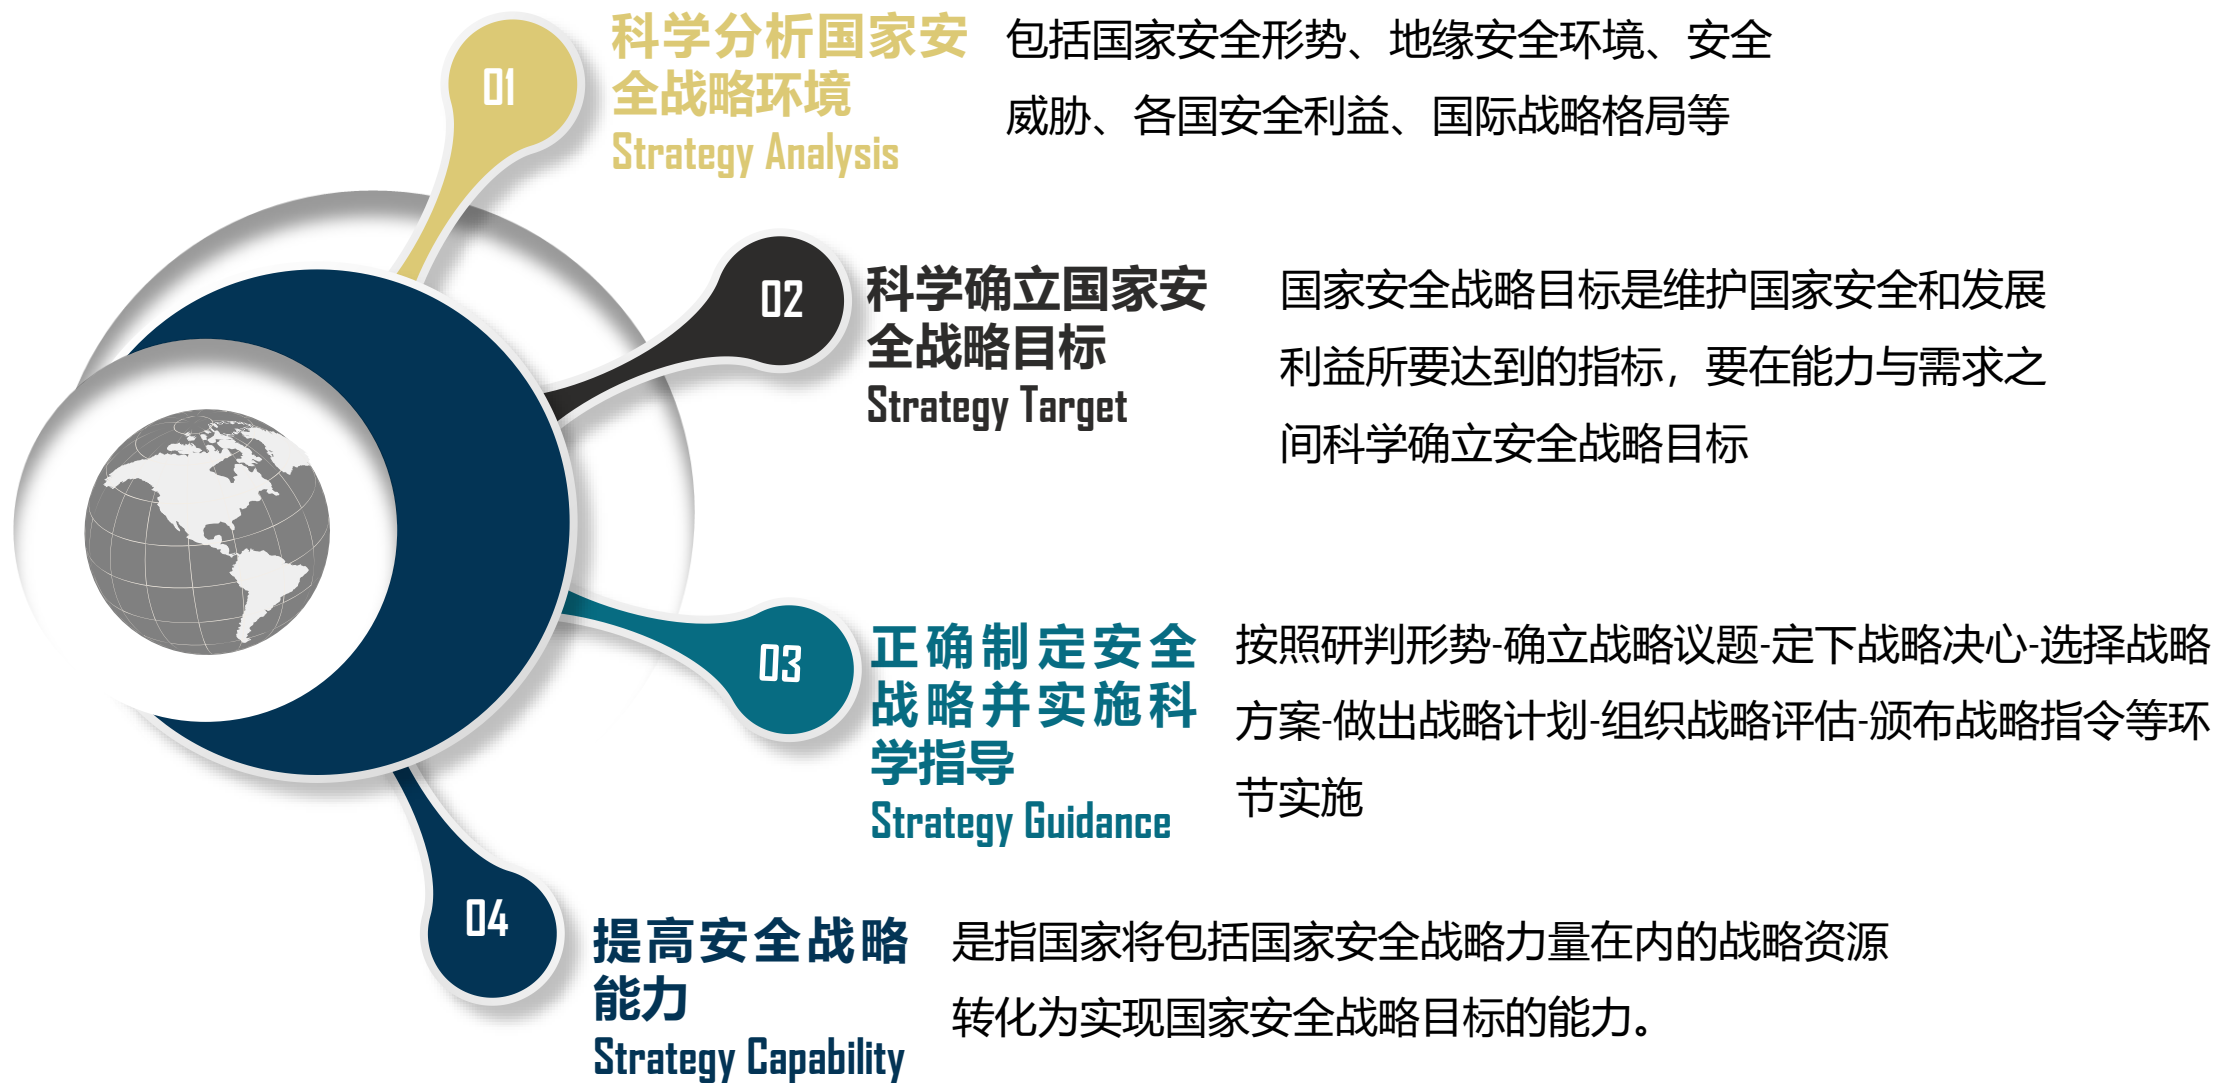 01
科学分析国家安
全战略环境
Strategy Analysis
包括国家安全形势、地缘安全环境、安全
威胁、各国安全利益、国际战略格局等
02
科学确立国家安
全战略目标
Strategy Target
国家安全战略目标是维护国家安全和发展
利益所要达到的指标，要在能力与需求之
间科学确立安全战略目标
03
正确制定安全
战略并实施科
学指导
Strategy Guidance
按照研判形势-确立战略议题-定下战略决心-选择战略
方案-做出战略计划-组织战略评估-颁布战略指令等环
节实施
04
提高安全战略
能力
Strategy Capability
是指国家将包括国家安全战略力量在内的战略资源
转化为实现国家安全战略目标的能力。